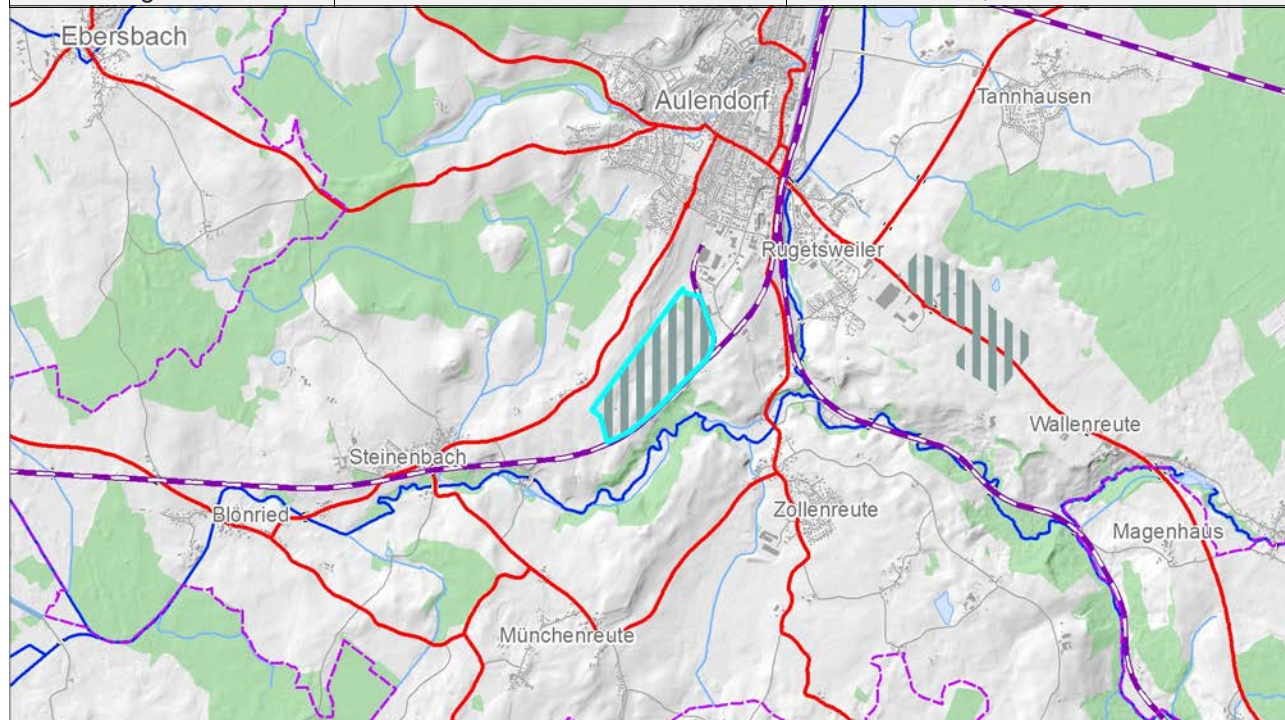 Ebersbach
Aulendorf
Tannhausen
Rugetsweiler
Wallenreute
Steinenbach
Blönried
Zollenreute
Magenhaus
Münchenreute